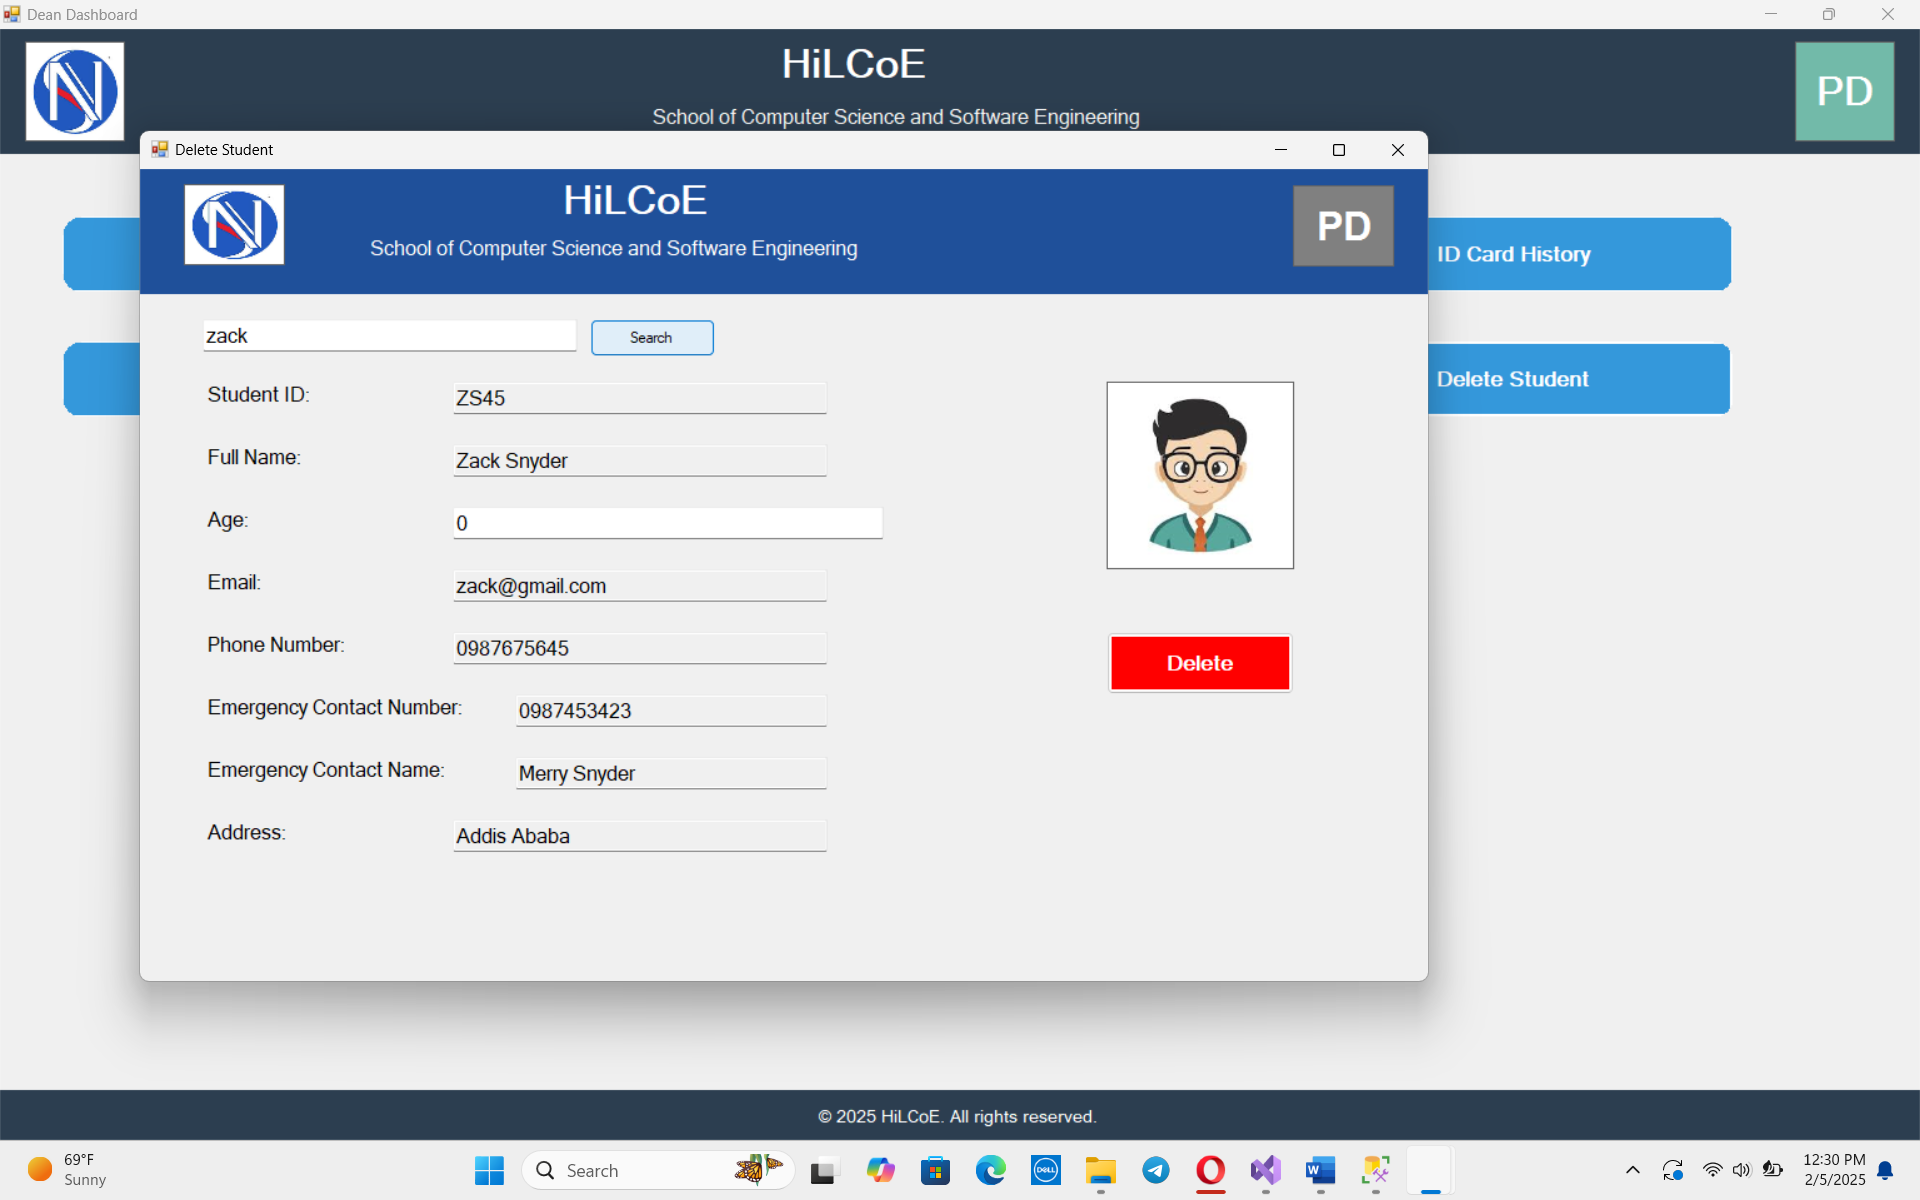 Dean Dashboard
HiLCoE
School of Computer Science and Software Engineering
PD
Delete Student
HiLCoE
School of Computer Science and Software Engineering
PD
ID Card History
Delete Student
zack
Search
Student ID: ZS45
Full Name: Zack Snyder
Age: 0
Email: zack@gmail.com
Phone Number: 0987675645
Emergency Contact Number: 0987453423
Emergency Contact Name: Merry Snyder
Address: Addis Ababa
Delete
© 2025 HiLCoE. All rights reserved.
69°F
Sunny
Search
DELL
W
12:30 PM
2/5/2025